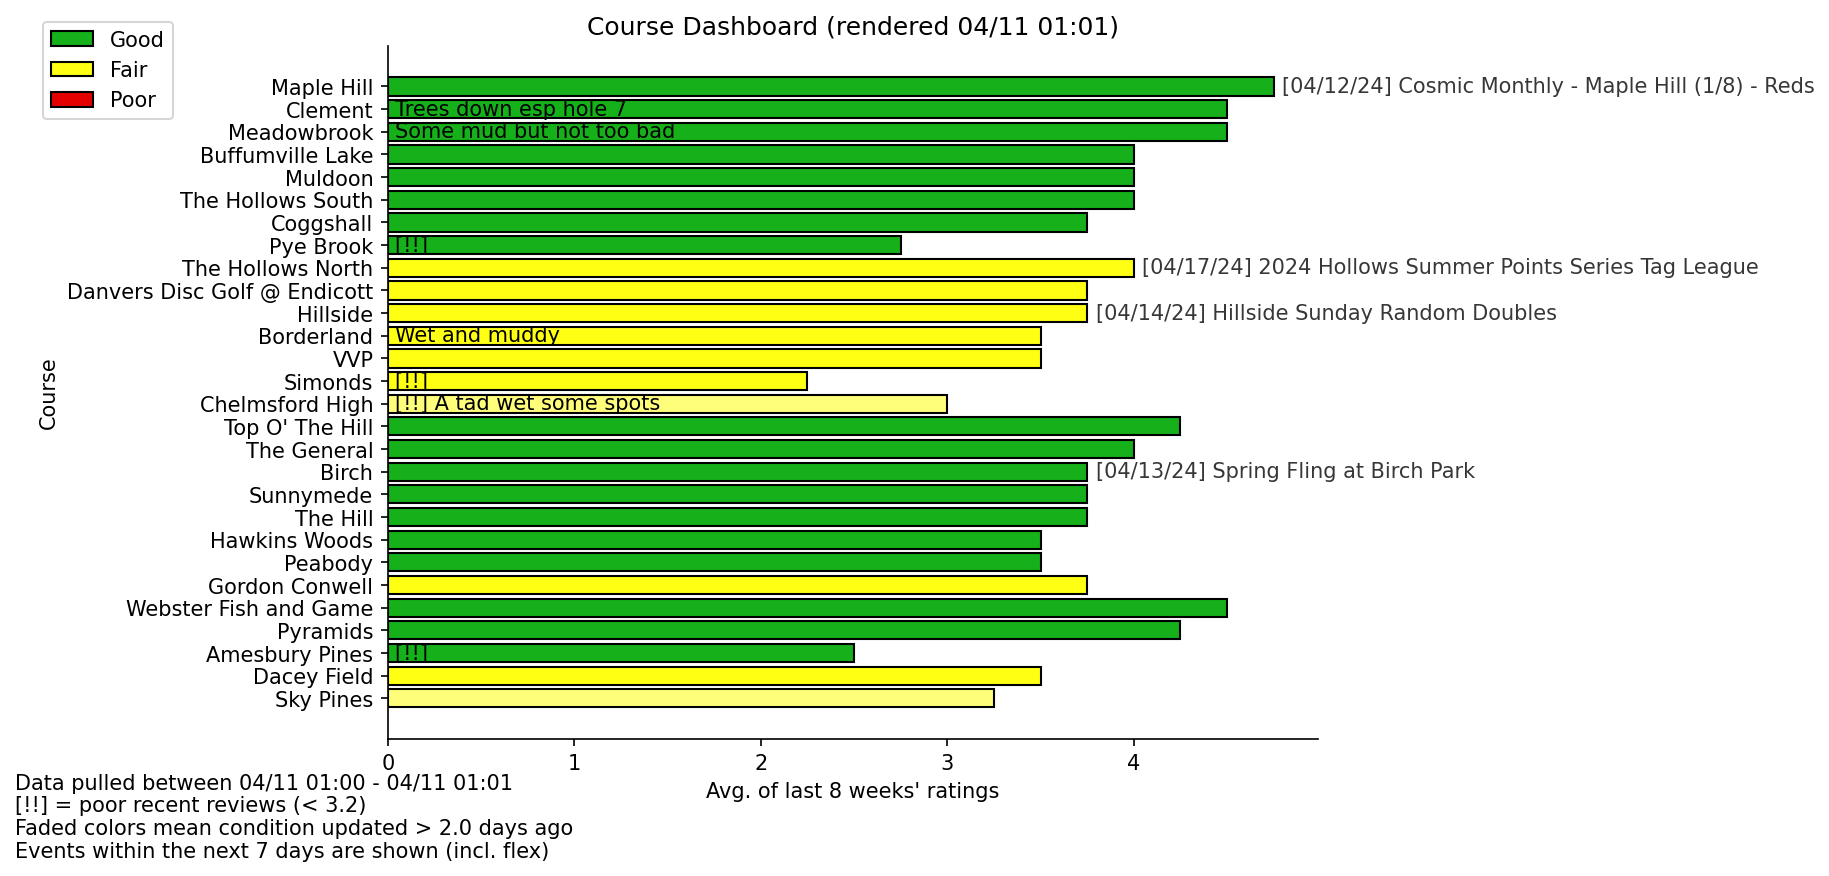 Course Dashboard (rendered 04/11 01:01)
Good
Fair
Poor
Course
Maple Hill [04/12/24] Cosmic Monthly - Maple Hill (1/8) - Reds
Clement Trees down esp hole 7
Meadowbrook Some mud but not too bad
Buffumville Lake
Muldoon
The Hollows South
Coggshall
Pye Brook [!!]
The Hollows North [04/17/24] 2024 Hollows Summer Points Series Tag League
Danvers Disc Golf @ Endicott
Hillside [04/14/24] Hillside Sunday Random Doubles
Borderland Wet and muddy
VVP
Simonds [!!]
Chelmsford High [!!] A tad wet some spots
Top O' The Hill
The General
Birch [04/13/24] Spring Fling at Birch Park
Sunnymede
The Hill
Hawkins Woods
Peabody
Gordon Conwell
Webster Fish and Game
Pyramids
Amesbury Pines [!!]
Dacey Field
Sky Pines
0 1 2 3 4
Avg. of last 8 weeks' ratings
Data pulled between 04/11 01:00 - 04/11 01:01
[!!] = poor recent reviews (< 3.2)
Faded colors mean condition updated > 2.0 days ago
Events within the next 7 days are shown (incl. flex)